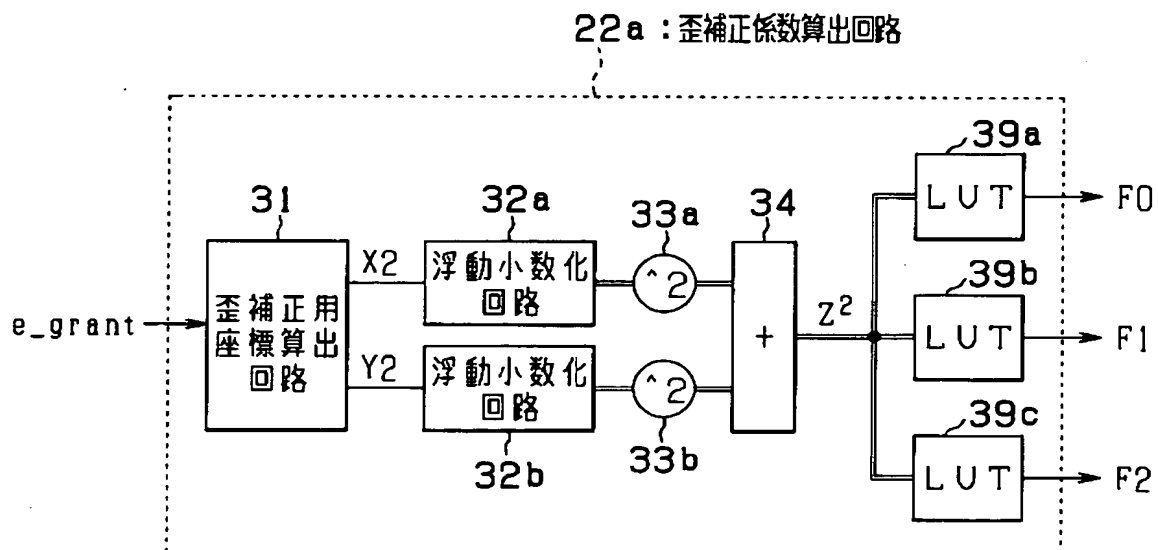 22a:歪補正係数算出回路
39a
LUT
F0
31
32a
33a
34
X2
浮動小数化
回路
^2
歪補正用
座標算出
回路
e_grant
+
Z²
39b
LUT
F1
Y2
浮動小数化
回路
^2
32b
33b
39c
LUT
F2